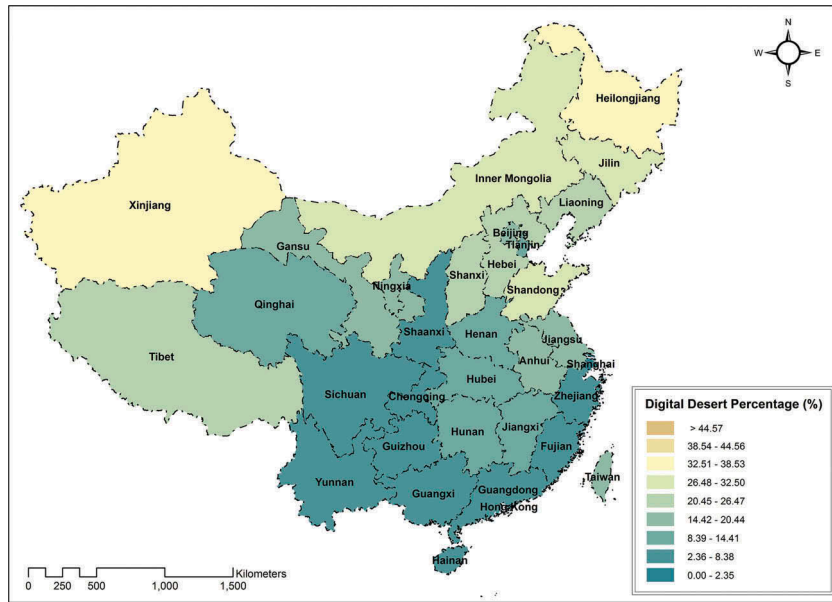 N
W E
S
Heilongjiang
Jilin
Inner Mongolia
Xinjiang
Liaoning
Beijing
Tianjin
Gansu
Hebei
Shanxi
Ningxia
Shandong
Qinghai
Shaanxi
Henan
Jiangsu
Tibet
Anhui
Shanghai
Hubei
Sichuan
Chongqing
Zhejiang
Jiangxi
Hunan
Guizhou
Fujian
Taiwan
Yunnan
Guangxi
Guangdong
Hong Kong
Hainan
Digital Desert Percentage (%)
> 44.57
38.54 - 44.56
32.51 - 38.53
26.48 - 32.50
20.45 - 26.47
14.42 - 20.44
8.39 - 14.41
2.36 - 8.38
0.00 - 2.35
Kilometers
0 250 500 1,000 1,500